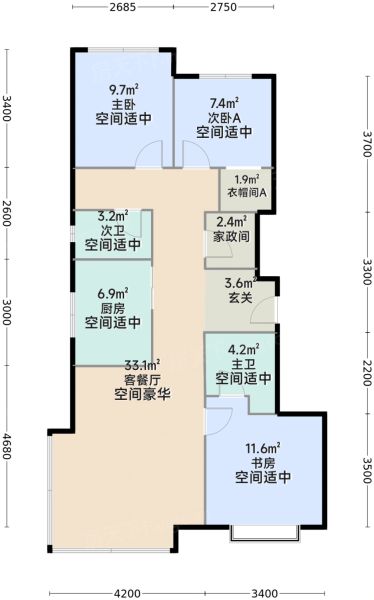 2685
2750
3400
2600
3000
4680
3700
3300
2200
3500
9.7㎡
主卧
空间适中
7.4㎡
次卧A
空间适中
1.9㎡
衣帽间A
3.2㎡
次卫
空间适中
2.4㎡
家政间
6.9㎡
厨房
空间适中
3.6㎡
玄关
33.1㎡
客餐厅
空间豪华
4.2㎡
主卫
空间适中
11.6㎡
书房
空间适中
4200
3400